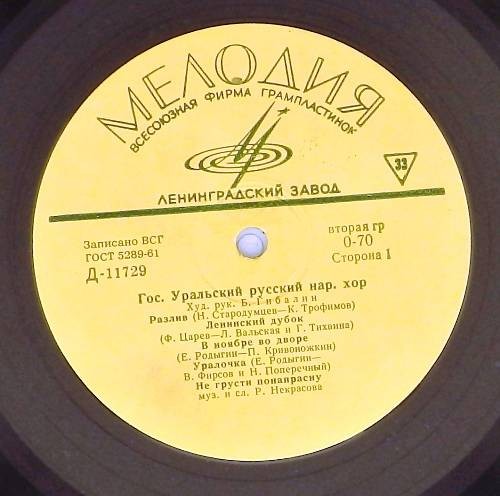 МЕЛОДИЯ
ВСЕСОЮЗНАЯ ФИРМА ГРАМПЛАСТИНОК
33
ЛЕНИНГРАДСКИЙ ЗАВОД
Записано ВСГ
ГОСТ 5289-61
Д-11729
вторая гр
0-70
Сторона 1
Гос. Уральский русский нар. хор
Худ. рук. Б. Гибалин
Разлив (Н. Стародумцев—К. Трофимов)
Ленинский дубок
(Ф. Царев—Л. Вальская и Г. Тихвина)
В ноябре во дворе
(Е. Родыгин—П. Кривоножкин)
Уралочка (Е. Родыгин—
В. Фирсов и Н. Поперечный)
Не грусти понапрасну
муз. и сл. Р. Некрасова